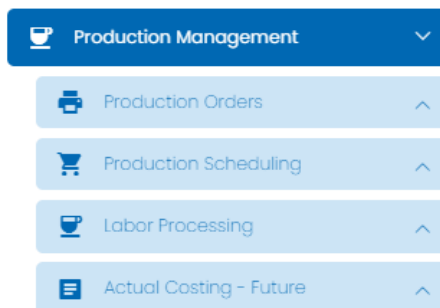 Production Management
Production Orders
Production Scheduling
Labor Processing
Actual Costing - Future